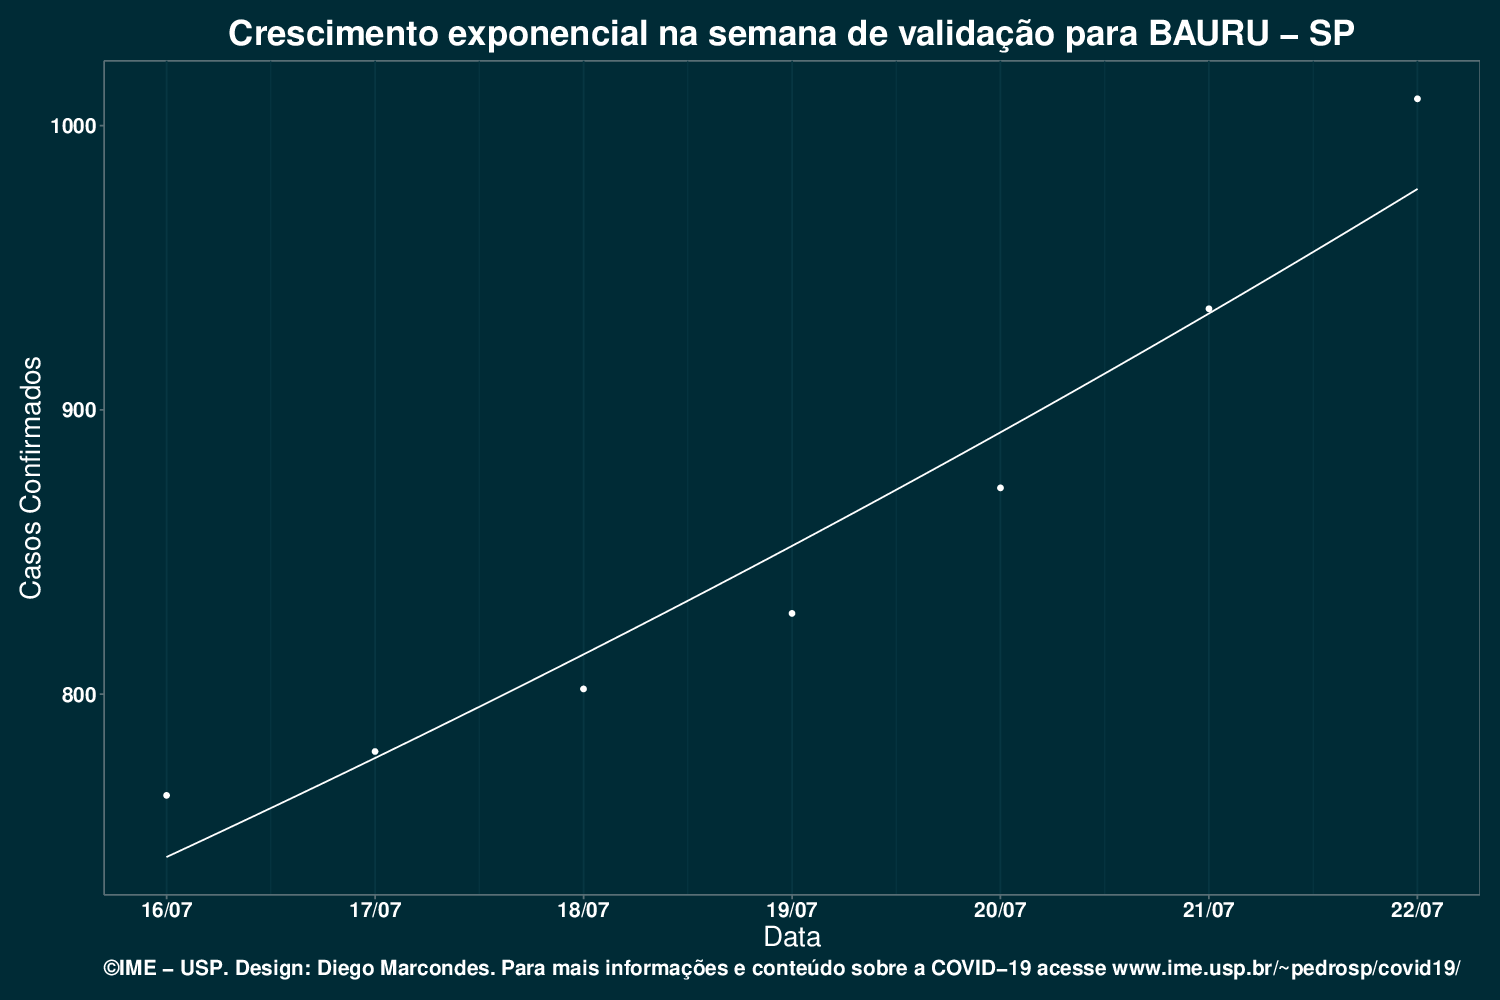 Crescimento exponencial na semana de validação para BAURU – SP
1000
900
800
Casos Confirmados
16/07 17/07 18/07 19/07 20/07 21/07 22/07
Data
©IME – USP. Design: Diego Marcondes. Para mais informações e conteúdo sobre a COVID–19 acesse www.ime.usp.br/~pedrosp/covid19/